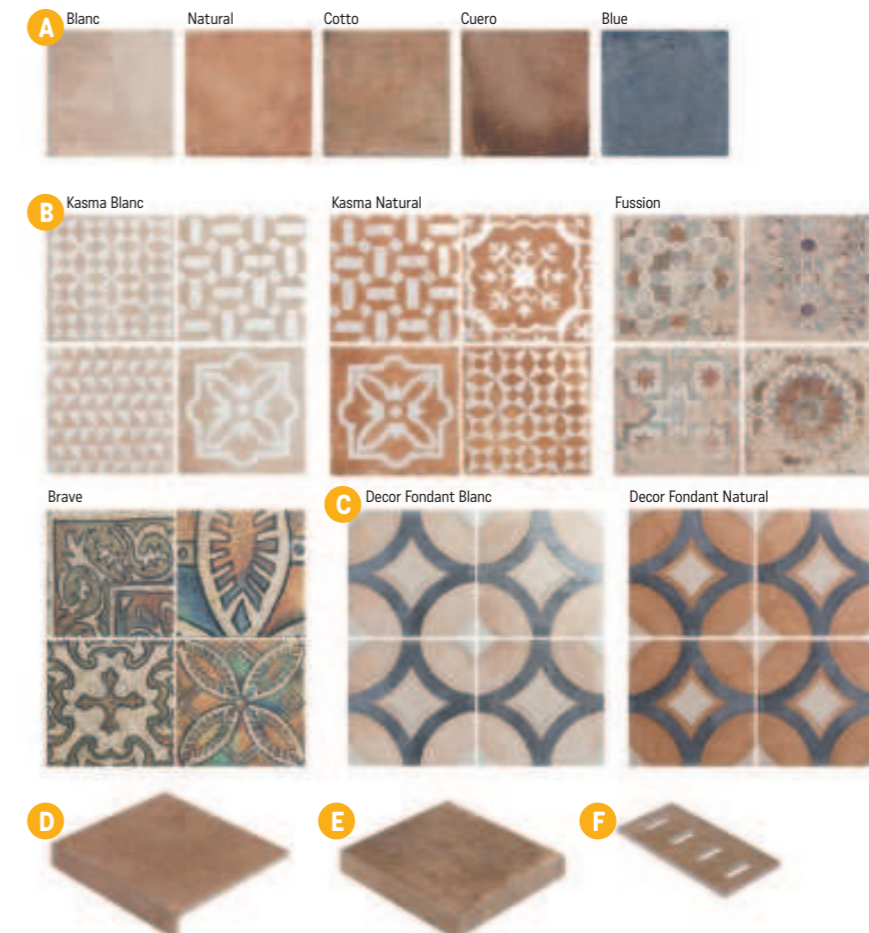 A Blanc Natural Cotto Cuero Blue
B Kasma Blanc Kasma Natural Fussion
Brave C Decor Fondant Blanc Decor Fondant Natural
D E F